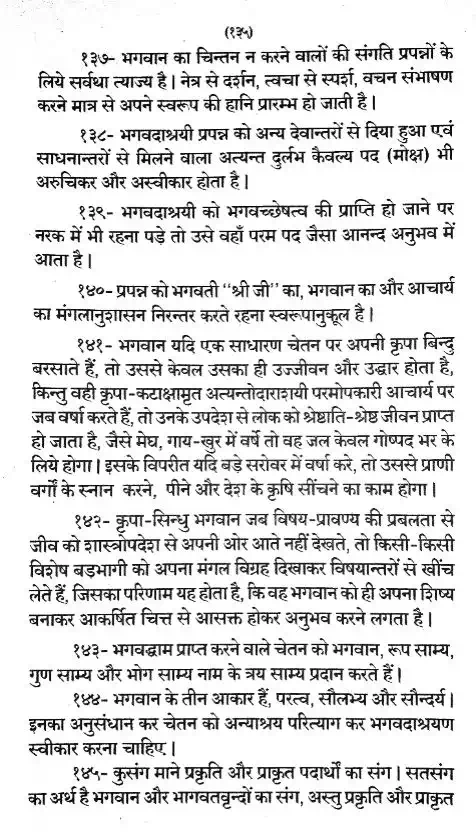 (१३५)
१३७- भगवान का चिन्तन न करने वालों की संगति प्रपन्नों के
लिये सर्वथा त्याज्य है। नेत्र से दर्शन, त्वचा से स्पर्श, वचन संभाषण
करने मात्र से अपने स्वरूप की हानि प्रारम्भ हो जाती है।
१३८- भगवदाश्रयी प्रपन्न को अन्य देवान्तरों से दिया हुआ एवं
साधनान्तरों से मिलने वाला अत्यन्त दुर्लभ कैवल्य पद (मोक्ष) भी
अरुचिकर और अस्वीकार होता है।
१३९- भगवदाश्रयी को भगवच्छेषत्व की प्राप्ति हो जाने पर
नरक में भी रहना पड़े तो उसे वहाँ परम पद जैसा आनन्द अनुभव में
आता है।
१४०- प्रपन्न को भगवती "श्री जी" का, भगवान का और आचार्य
का मंगलानुशासन निरन्तर करते रहना स्वरूपानुकूल है।
१४१- भगवान यदि एक साधारण चेतन पर अपनी कृपा बिन्दु
बरसाते हैं, तो उससे केवल उसका ही उज्जीवन और उद्धार होता है,
किन्तु वही कृपा-कटाक्षामृत अत्यन्तोदाराशयी परमोपकारी आचार्य पर
जब वर्षा करते हैं, तो उनके उपदेश से लोक को श्रेष्ठाति-श्रेष्ठ जीवन प्राप्त
हो जाता है, जैसे मेघ, गाय-खुर में वर्षे तो वह जल केवल गोष्पद भर के
लिये होगा। इसके विपरीत यदि बड़े सरोवर में वर्षा करे, तो उससे प्राणी
वर्गों के स्नान करने, पीने और देश के कृषि सींचने का काम होगा।
१४२- कृपा-सिन्धु भगवान जब विषय-प्रावण्य की प्रबलता से
जीव को शास्त्रोपदेश से अपनी ओर आते नहीं देखते, तो किसी-किसी
विशेष बड़भागी को अपना मंगल विग्रह दिखाकर विषयान्तरों से खींच
लेते हैं, जिसका परिणाम यह होता है, कि वह भगवान को ही अपना शिष्य
बनाकर आकर्षित चित्त से आसक्त होकर अनुभव करने लगता है।
१४३- भगवद्धाम प्राप्त करने वाले चेतन को भगवान, रूप साम्य,
गुण साम्य और भोग साम्य नाम के त्रय साम्य प्रदान करते हैं।
१४४- भगवान के तीन आकार हैं, परत्व, सौलभ्य और सौन्दर्य।
इनका अनुसंधान कर चेतन को अन्याश्रय परित्याग कर भगवदाश्रयण
स्वीकार करना चाहिए।
१४५- कुसंग माने प्रकृति और प्राकृत पदार्थों का संग। सतसंग
का अर्थ है भगवान और भागवतवृन्दों का संग, अस्तु प्रकृति और प्राकृत